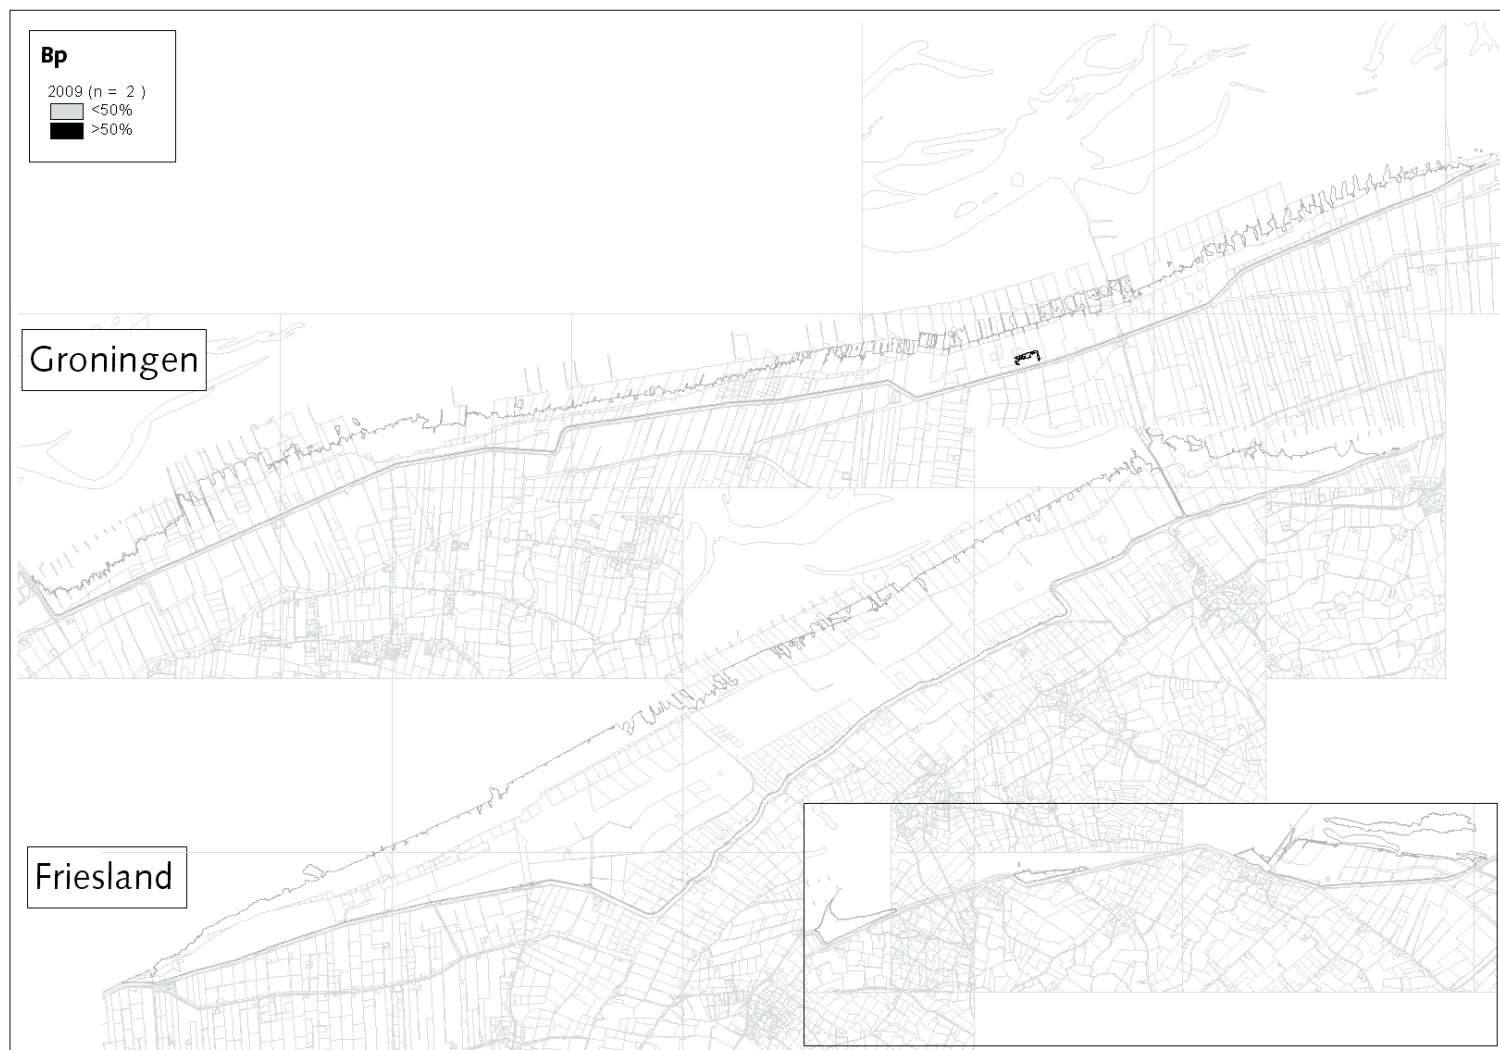 Bp
2009 (n = 2 )
<50%
>50%
Groningen
Friesland